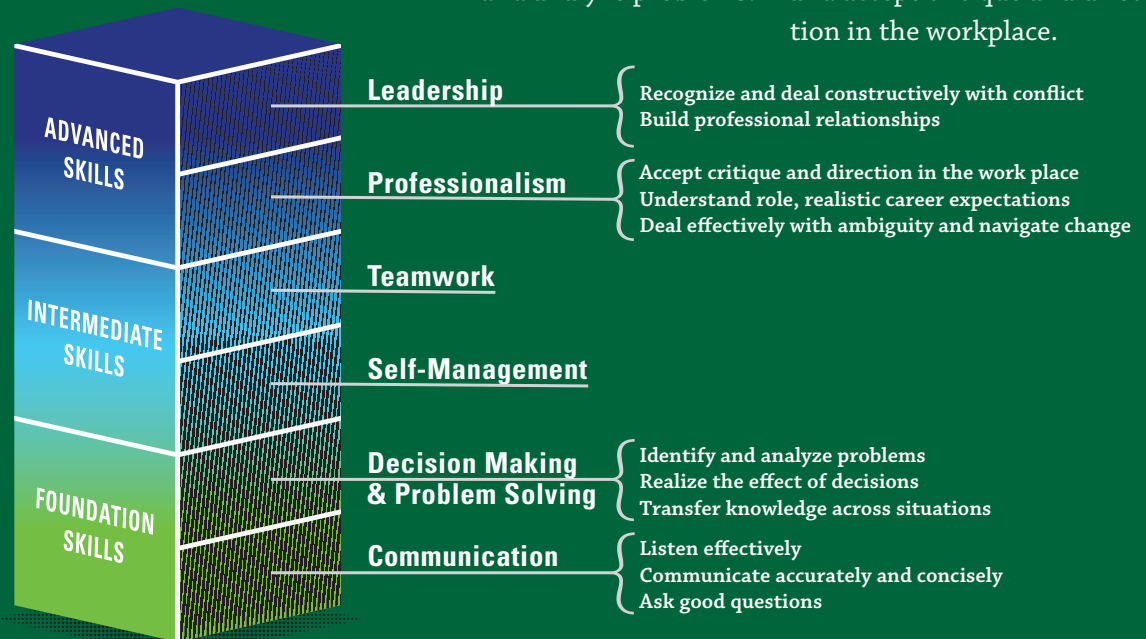 tion in the workplace.
ADVANCED
SKILLS
Leadership
Recognize and deal constructively with conflict
Build professional relationships
Professionalism
Accept critique and direction in the work place
Understand role, realistic career expectations
Deal effectively with ambiguity and navigate change
INTERMEDIATE
SKILLS
Teamwork
Self-Management
FOUNDATION
SKILLS
Decision Making
& Problem Solving
Identify and analyze problems
Realize the effect of decisions
Transfer knowledge across situations
Communication
Listen effectively
Communicate accurately and concisely
Ask good questions